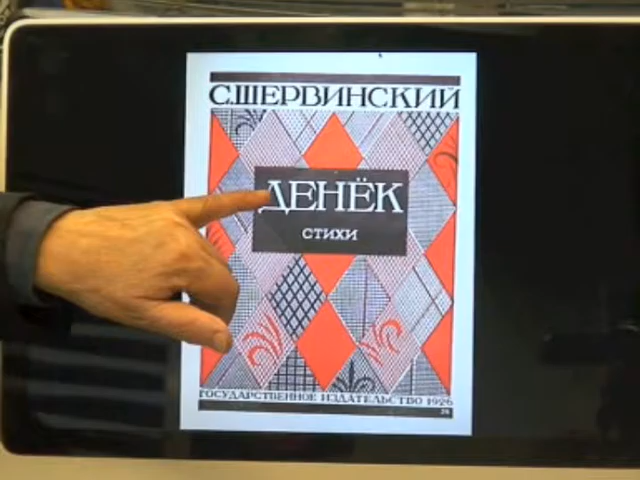 С.ШЕРВИНСКИЙ
ДЕНЁК
СТИХИ
ГОСУДАРСТВЕННОЕ ИЗДАТЕЛЬСТВО 1926